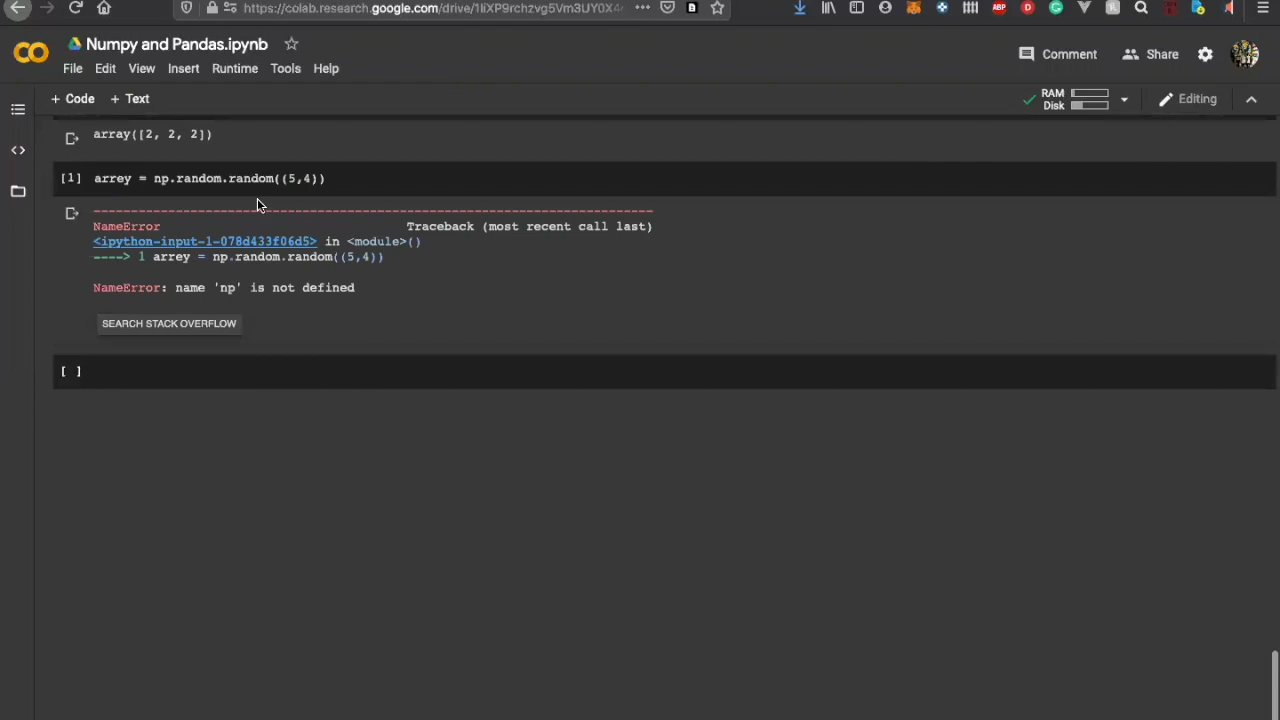 https://colab.research.google.com/drive/1IiXP9rchzvg5Vm3UY0X4
ABP
Numpy and Pandas.ipynb
Comment
Share
File Edit View Insert Runtime Tools Help
+ Code + Text
RAM
Disk
Editing
array([2, 2, 2])
[1] arrey = np.random.random((5,4))
NameError Traceback (most recent call last)
<ipython-input-1-078d433f06d5> in <module>()
----> 1 arrey = np.random.random((5,4))
NameError: name 'np' is not defined
SEARCH STACK OVERFLOW
[ ]